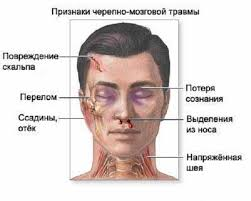 Признаки черепно-мозговой травмы
Повреждение
скальпа
Перелом
Ссадины,
отёк
Потеря
сознания
Выделения
из носа
Напряжённая
шея